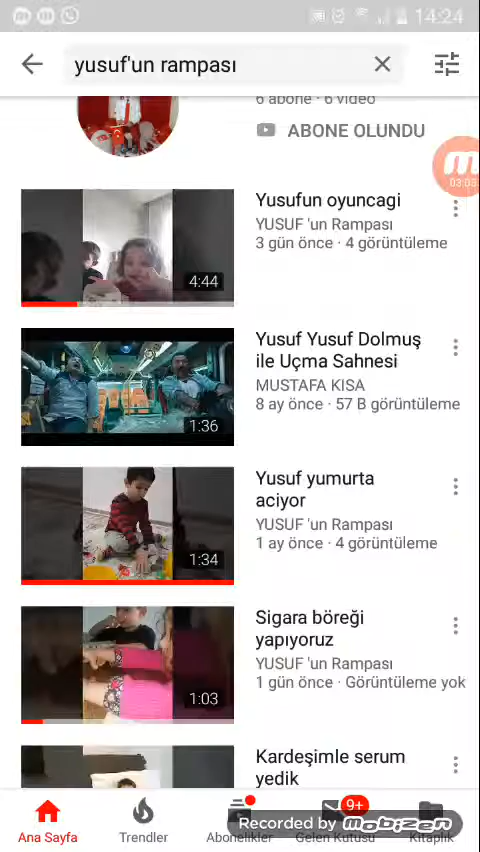 14:24
yusuf'un rampası
6 abone · 6 video
ABONE OLUNDU
03:03
Yusufun oyuncagi
YUSUF 'un Rampası
3 gün önce · 4 görüntüleme
4:44
Yusuf Yusuf Dolmuş
ile Uçma Sahnesi
MUSTAFA KISA
8 ay önce · 57 B görüntüleme
1:36
Yusuf yumurta
aciyor
YUSUF 'un Rampası
1 ay önce · 4 görüntüleme
1:34
Sigara böreği
yapıyoruz
YUSUF 'un Rampası
1 gün önce · Görüntüleme yok
1:03
Kardeşimle serum
yedik
9+
Ana Sayfa
Trendler
Abonelikler
Gelen Kutusu
Kitaplık
Recorded by mobizen